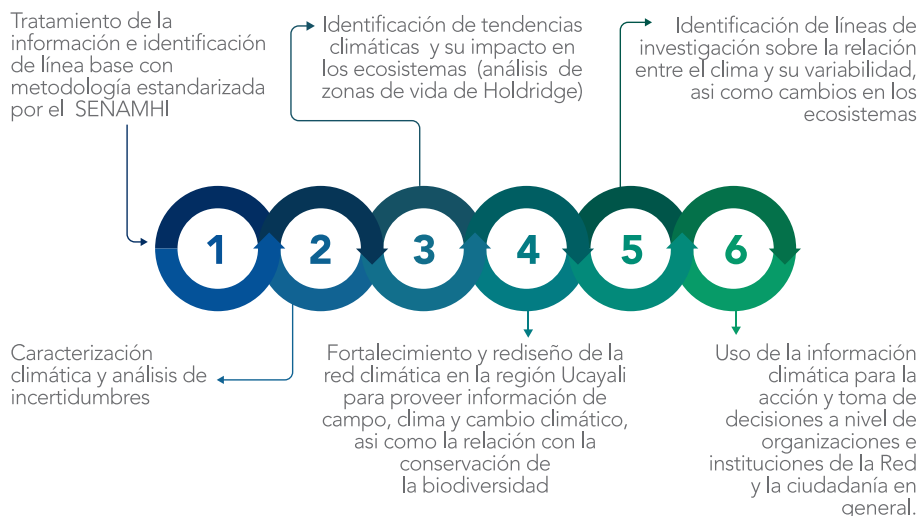 Tratamiento de la
información e identificación
de línea base con
metodología estandarizada
por el SENAMHI
Identificación de tendencias
climáticas y su impacto en
los ecosistemas (análisis de
zonas de vida de Holdridge)
Identificación de líneas de
investigación sobre la relación
entre el clima y su variabilidad,
asi como cambios en los
ecosistemas
1
2
3
4
5
6
Caracterización
climática y análisis de
incertidumbres
Fortalecimiento y rediseño de la
red climática en la región Ucayali
para proveer información de
campo, clima y cambio climático,
asi como la relación con la
conservación de
la biodiversidad
Uso de la información
climática para la
acción y toma de
decisiones a nivel de
organizaciones e
instituciones de la Red
y la ciudadanía en
general.